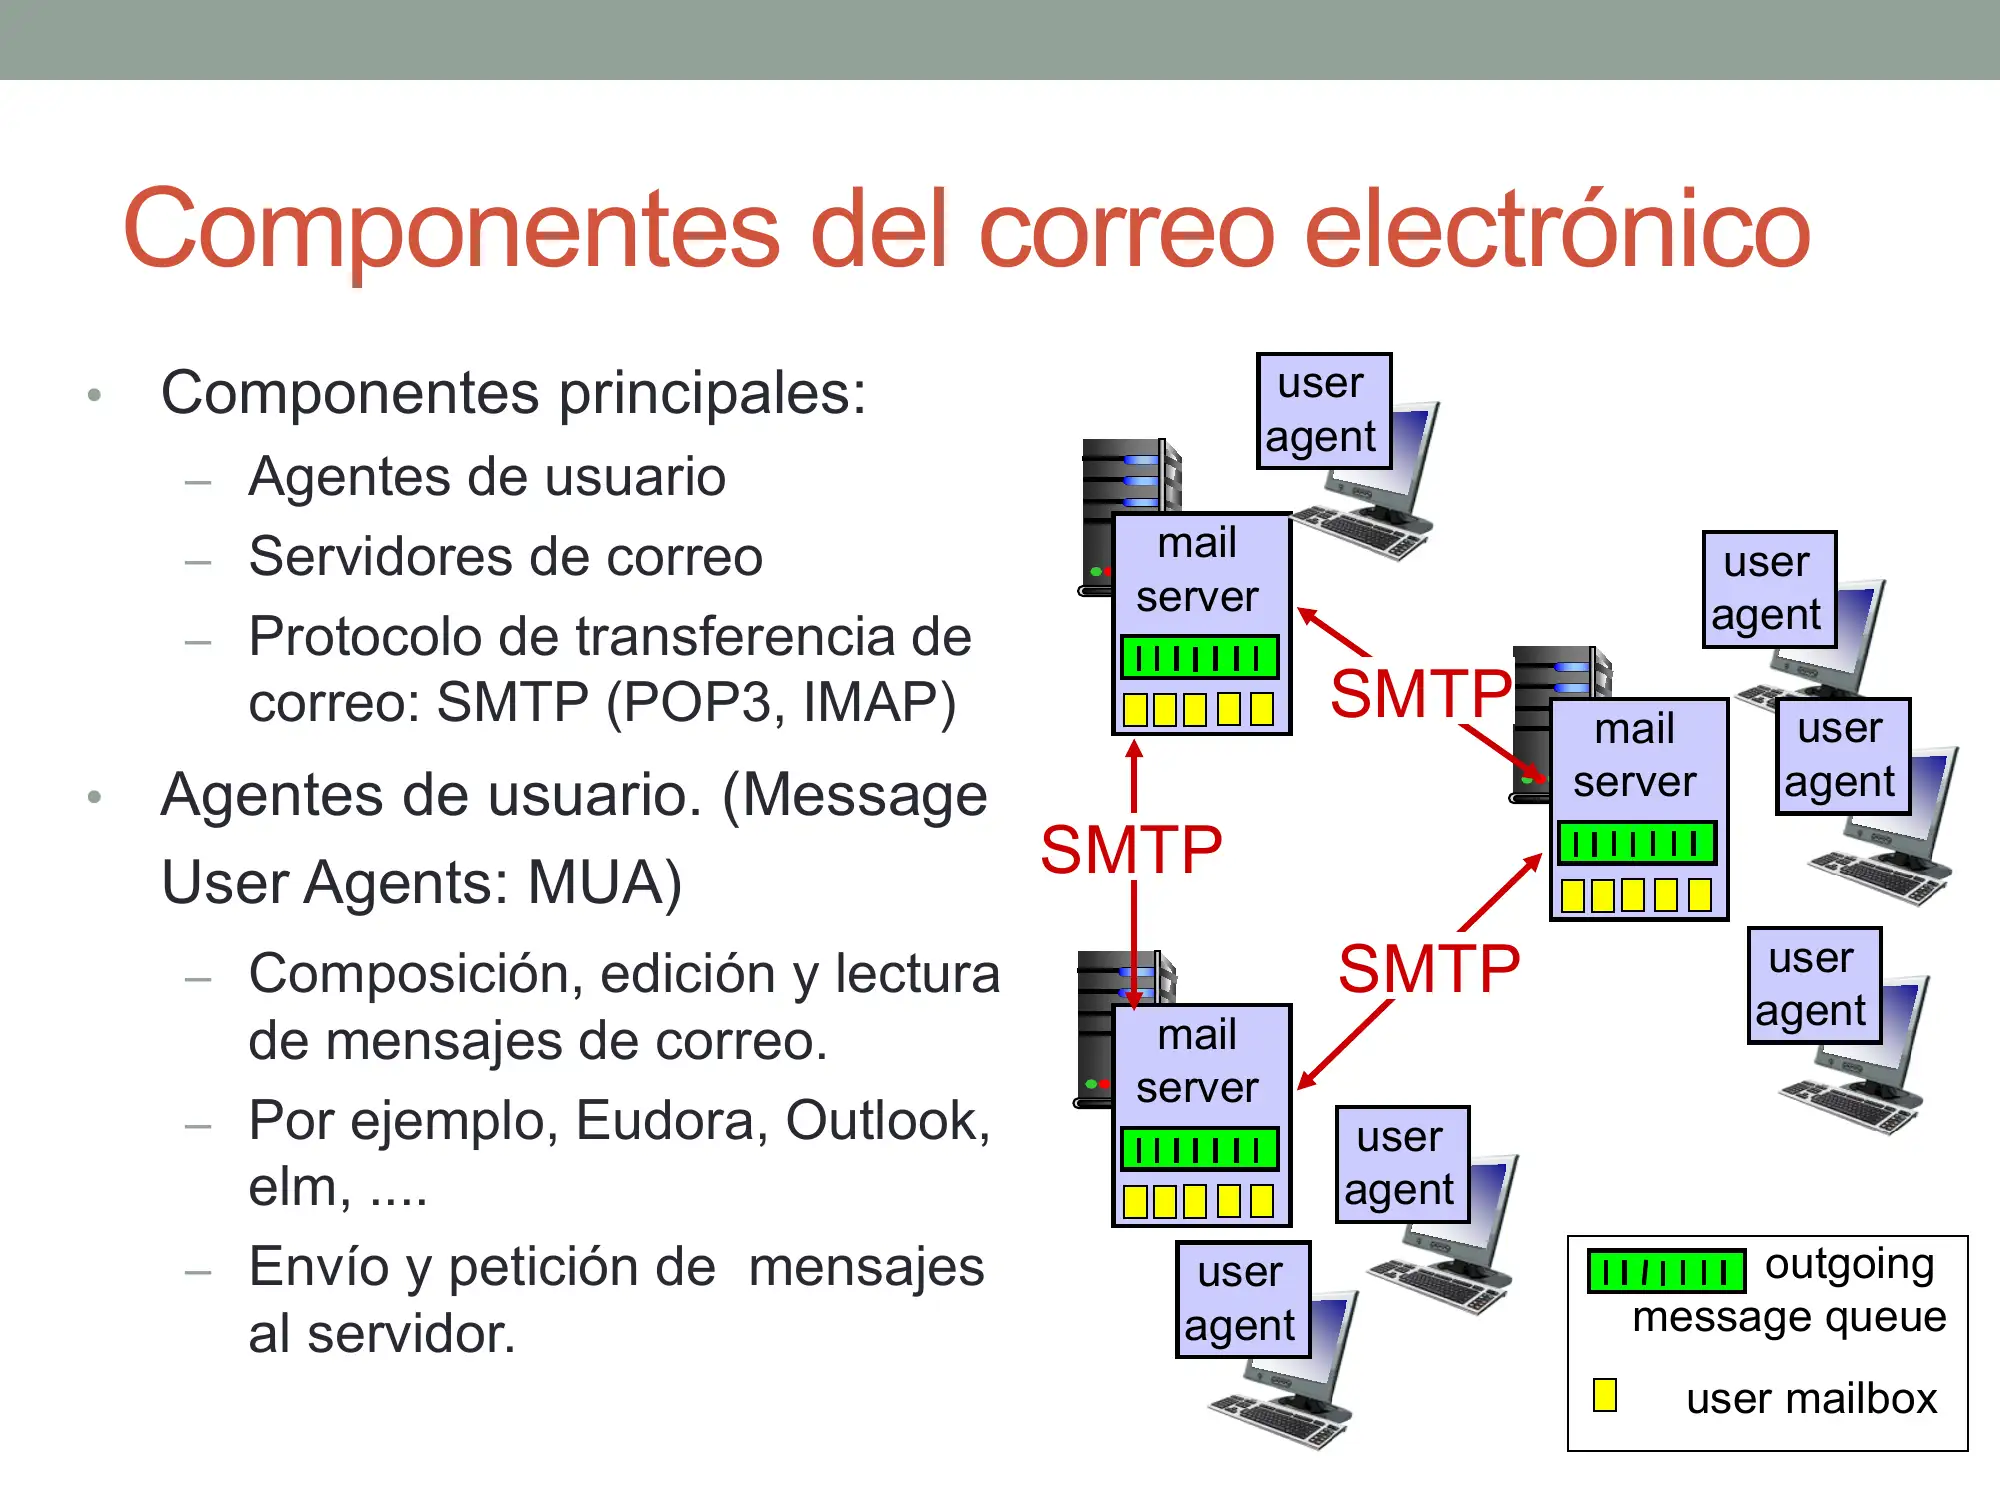 Componentes del correo electrónico
• Componentes principales:
– Agentes de usuario
– Servidores de correo
– Protocolo de transferencia de
correo: SMTP (POP3, IMAP)
• Agentes de usuario. (Message
User Agents: MUA)
– Composición, edición y lectura
de mensajes de correo.
– Por ejemplo, Eudora, Outlook,
elm, ....
– Envío y petición de  mensajes
al servidor.
user
agent
mail
server
SMTP
user
agent
mail
server
user
agent
SMTP
SMTP
user
agent
mail
server
user
agent
user
agent
outgoing
message queue
user mailbox